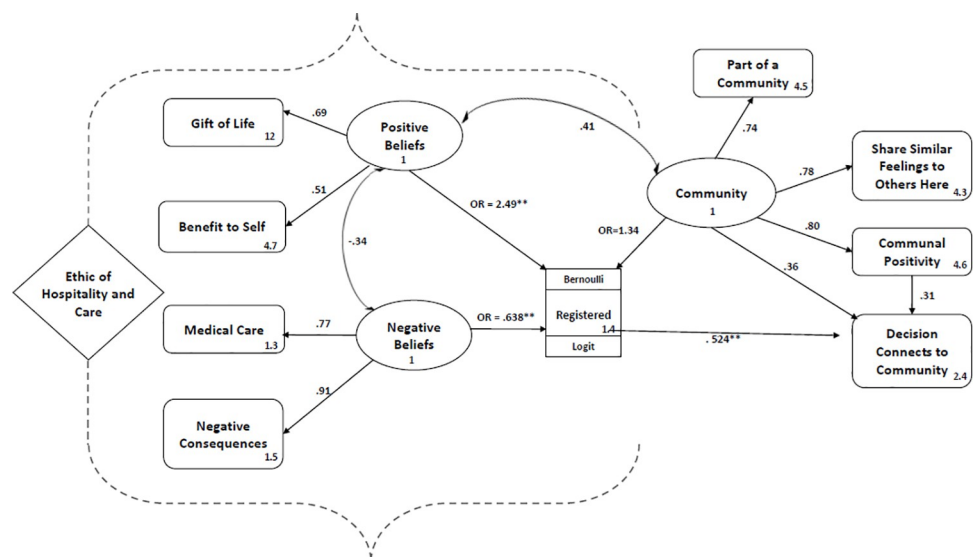 Gift of Life
12
.69
Positive
Beliefs
1
.41
Part of a
Community
4.5
.74
Share Similar
Feelings to
Others Here
4.3
.78
Community
1
.51
Benefit to Self
4.7
OR = 2.49**
OR=1.34
.80
Communal
Positivity
4.6
-.34
.36
.31
Ethic of
Hospitality and
Care
Medical Care
1.3
.77
Negative
Beliefs
1
OR = .638**
Bernoulli
Registered
1.4
Logit
.524**
Decision
Connects to
Community
2.4
.91
Negative
Consequences
1.5